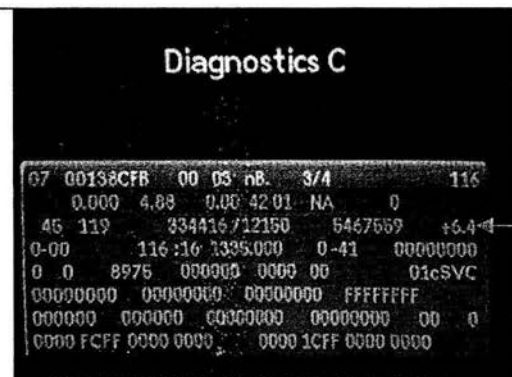 Diagnostics C
07 00138CFB 00 03 nB. 3/4 116
0.000 4.88 0.00 42 01 NA 0
45 119 334416/12150 5467559 +6.4
0-00 116:16 1335.000 0-41 00000000
0 0 8975 000000 0000 00 01cSVC
00000000 00000000 00000000 FFFFFFFF
000000 000000 00000000 00000000 00 0
0000 FCFF 0000 0000 0000 1CFF 0000 0000